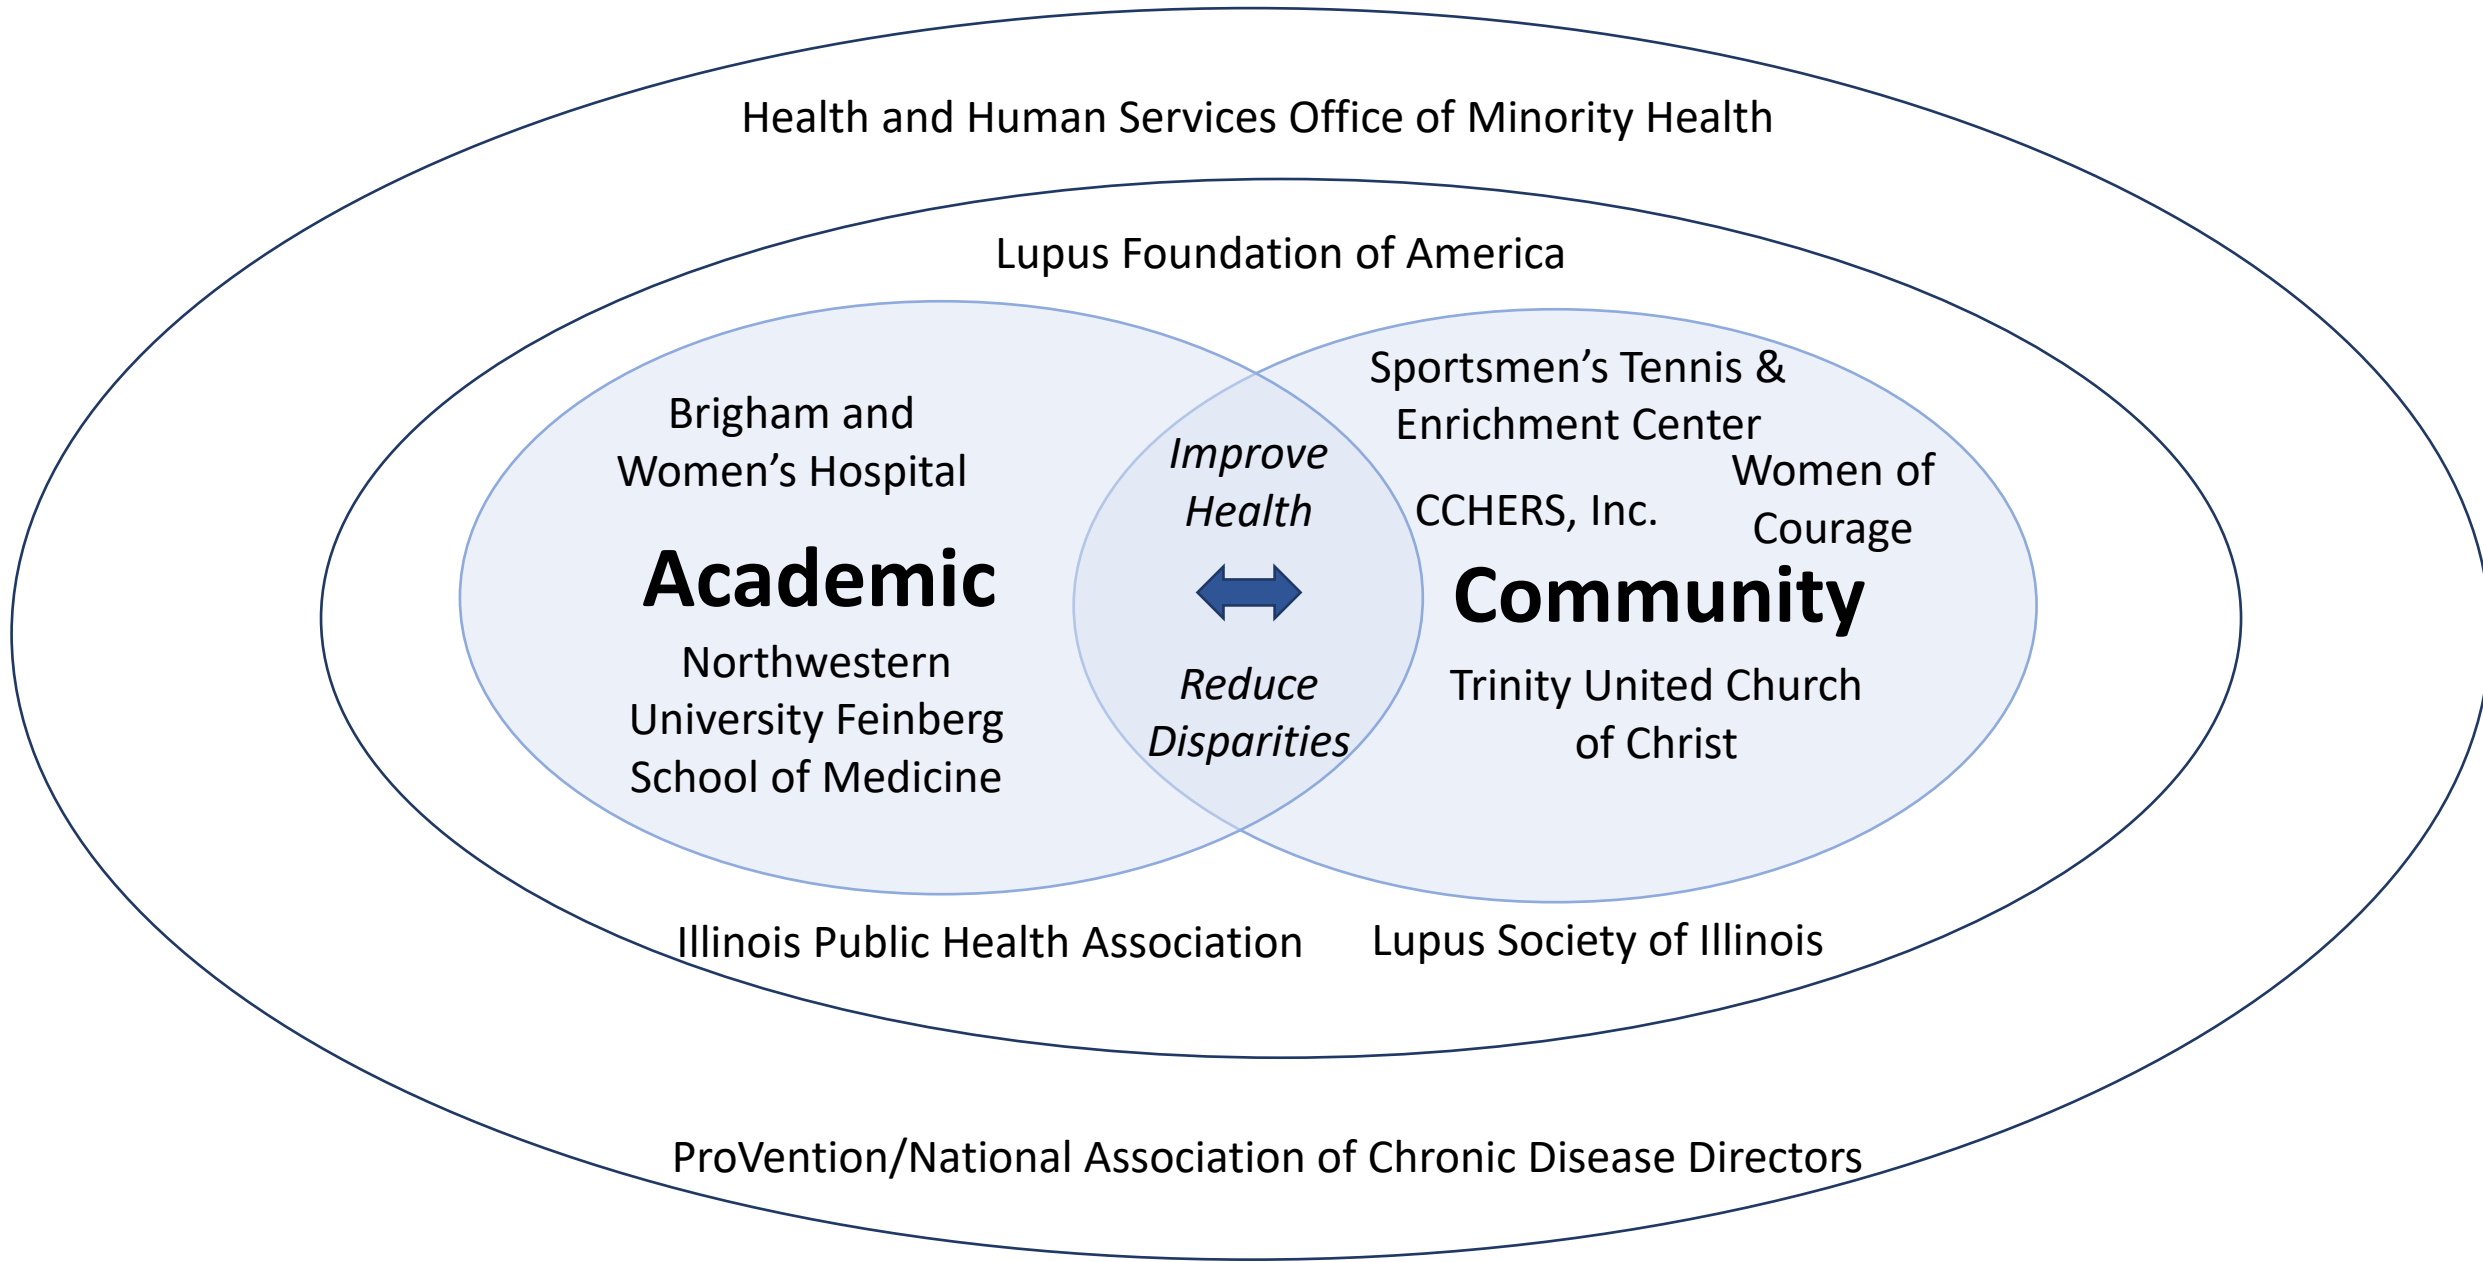 Health and Human Services Office of Minority Health
Lupus Foundation of America
Brigham and
Women’s Hospital
Academic
Northwestern
University Feinberg
School of Medicine
Improve
Health
Reduce
Disparities
Sportsmen’s Tennis &
Enrichment Center
Women of
Courage
CCHERS, Inc.
Community
Trinity United Church
of Christ
Illinois Public Health Association
Lupus Society of Illinois
ProVention/National Association of Chronic Disease Directors